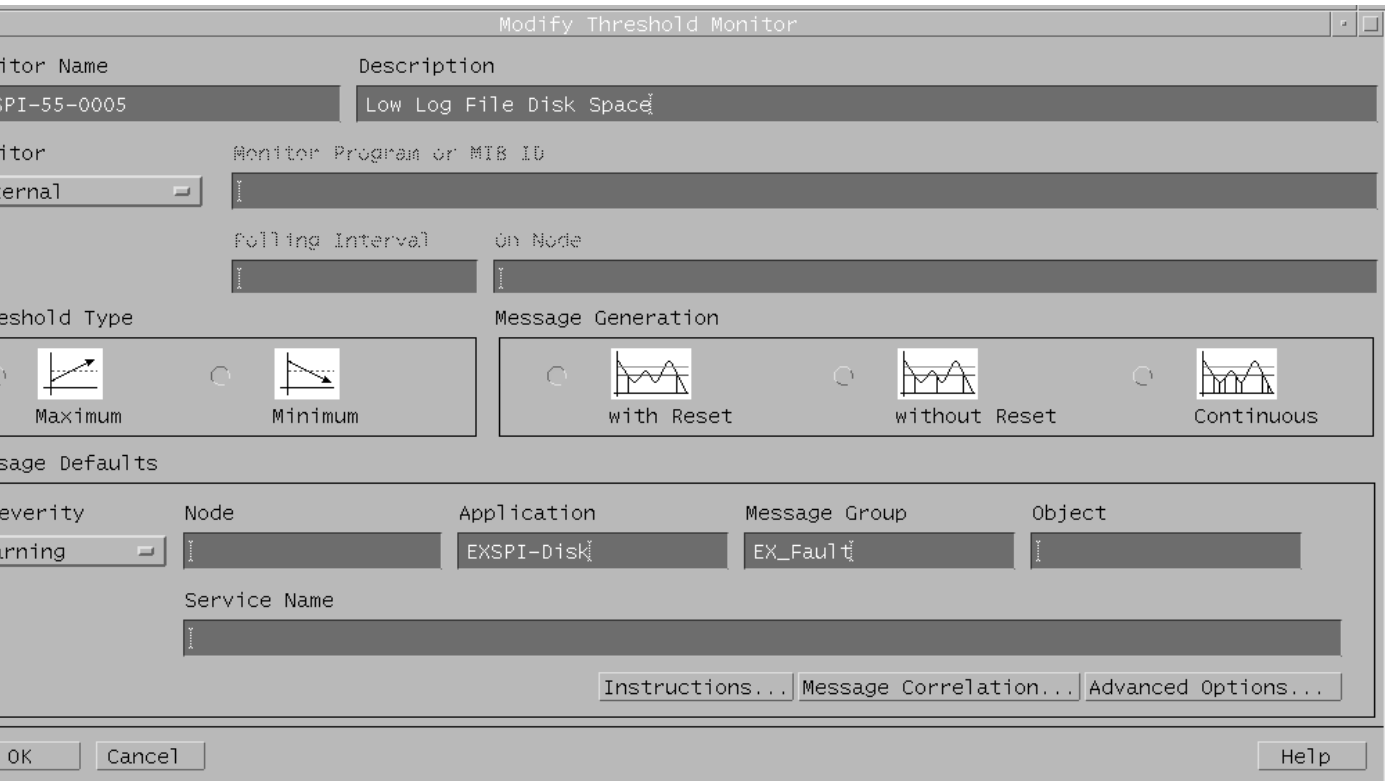 Modify Threshold Monitor
itor Name Description
SPI-55-0005 Low Log File Disk Space
itor Monitor Program or MIB ID
ernal
Polling Interval On Node
eshold Type Message Generation
Maximum Minimum with Reset without Reset Continuous
sage Defaults
everity Node Application Message Group Object
arning EXSPI-Disk EX_Fault
Service Name
Instructions... Message Correlation... Advanced Options...
OK Cancel Help